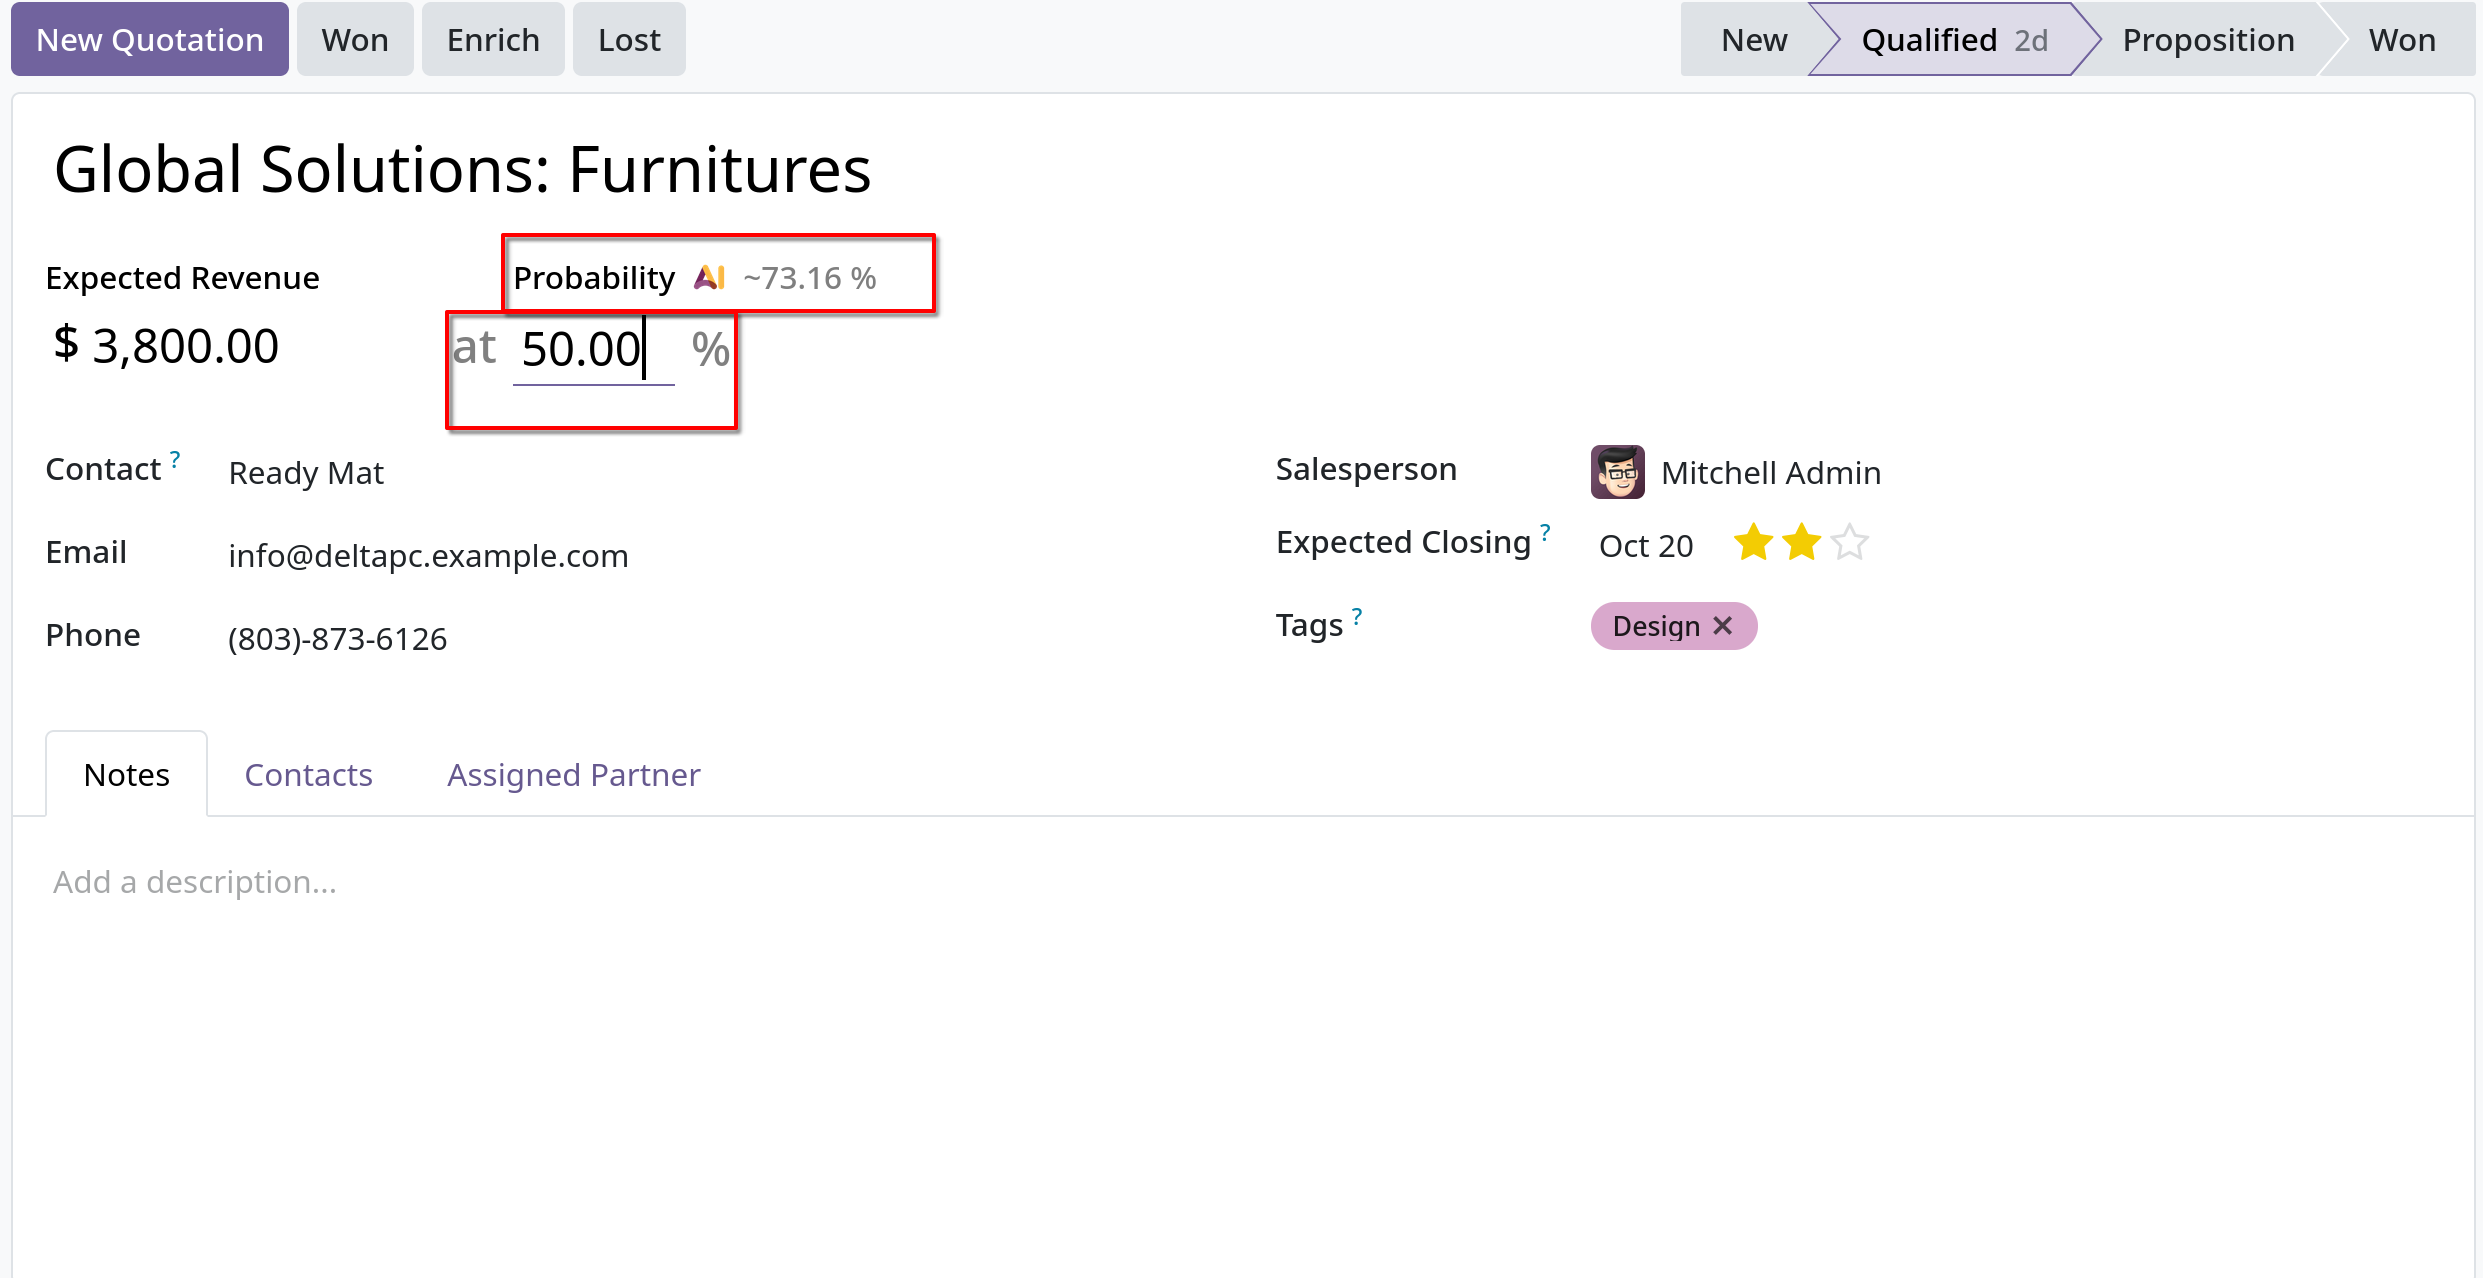 New Quotation Won Enrich Lost New Qualified 2d Proposition Won
Global Solutions: Furnitures
Expected Revenue Probability AI ~73.16 %
$ 3,800.00 at 50.00 %
Contact ? Ready Mat Salesperson Mitchell Admin
Expected Closing ? Oct 20
Email info@deltapc.example.com
Phone (803)-873-6126 Tags ? Design ✕
Notes Contacts Assigned Partner
Add a description...